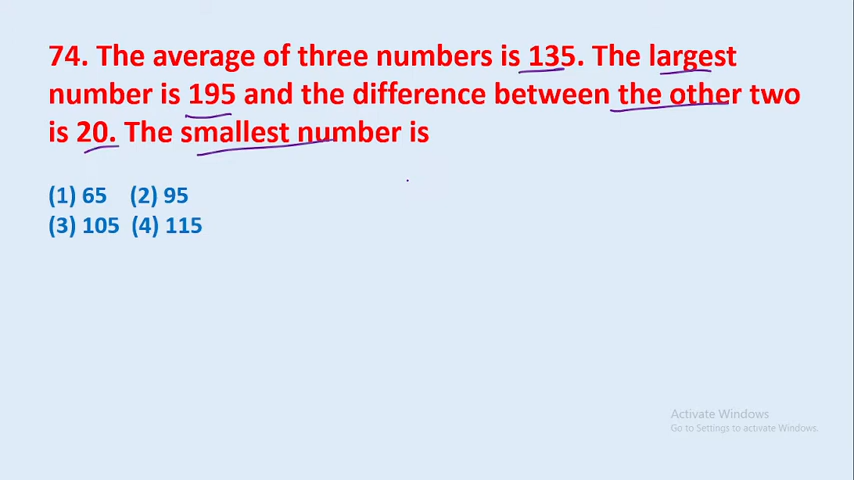 74. The average of three numbers is 135. The largest
number is 195 and the difference between the other two
is 20. The smallest number is
(1) 65 (2) 95
(3) 105 (4) 115
Activate Windows
Go to Settings to activate Windows.